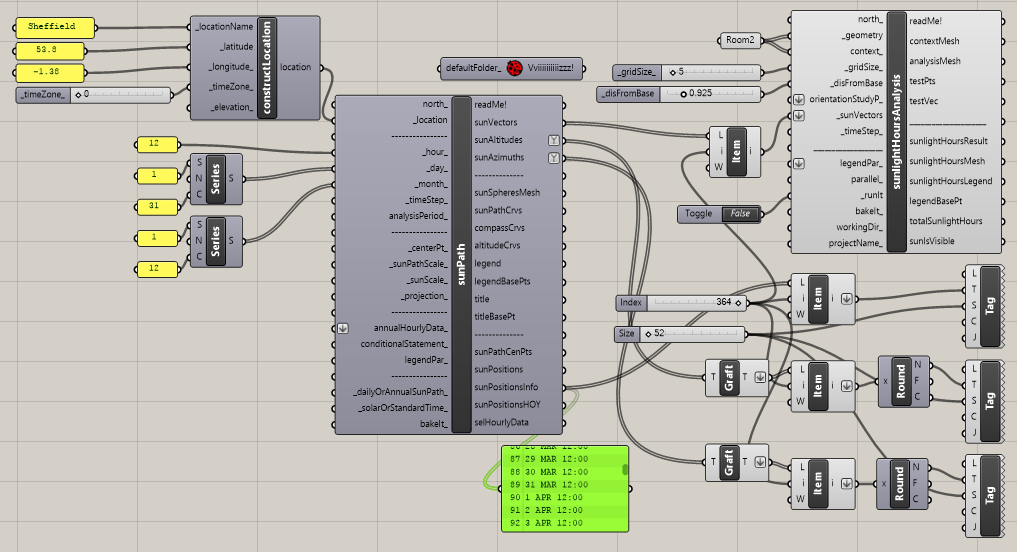 Sheffield
53.8
-1.38
_timeZone_ 0
_locationName
_latitude
_longitude_
_timeZone_
_elevation_
constructLocation
location
defaultFolder_ Vviiiiiiiiiizzz!
12
1
31
1
12
S
N
C
Series
S
S
N
C
Series
S
north_
_location
---------------
_hour_
_day_
_month_
_timeStep_
analysisPeriod_
---------------
_centerPt_
_sunPathScale_
_sunScale_
_projection_
---------------
annualHourlyData_
conditionalStatement_
legendPar_
---------------
_dailyOrAnnualSunPath_
_solarOrStandardTime_
bakeIt_
sunPath
readMe!
sunVectors
sunAltitudes
sunAzimuths
-------------
sunSpheresMesh
sunPathCrvs
compassCrvs
altitudeCrvs
legend
legendBasePts
title
titleBasePt
-------------
sunPathCenPts
sunPositions
sunPositionsInfo
sunPositionsHOY
selHourlyData
87 29 MAR 12:00
88 30 MAR 12:00
89 31 MAR 12:00
90 1 APR 12:00
91 2 APR 12:00
92 3 APR 12:00
Room2
_gridSize_ 5
_disFromBase 0.925
L
i
W
Item
i
Toggle False
north_
_geometry
context_
_gridSize_
_disFromBase
orientationStudyP_
_sunVectors
_timeStep_
____________________
legendPar_
parallel_
_runIt
bakeIt_
workingDir_
projectName_
sunlightHoursAnalysis
readMe!
contextMesh
analysisMesh
testPts
testVec
____________________
sunlightHoursResult
sunlightHoursMesh
sunlightHoursLegend
legendBasePt
totalSunlightHours
sunIsVisible
Index 364
Size 52
L
i
W
Item
i
L
T
S
C
J
Tag
T
Graft
T
L
i
W
Item
i
x
Round
N
F
C
L
T
S
C
J
Tag
T
Graft
T
L
i
W
Item
i
x
Round
N
F
C
L
T
S
C
J
Tag